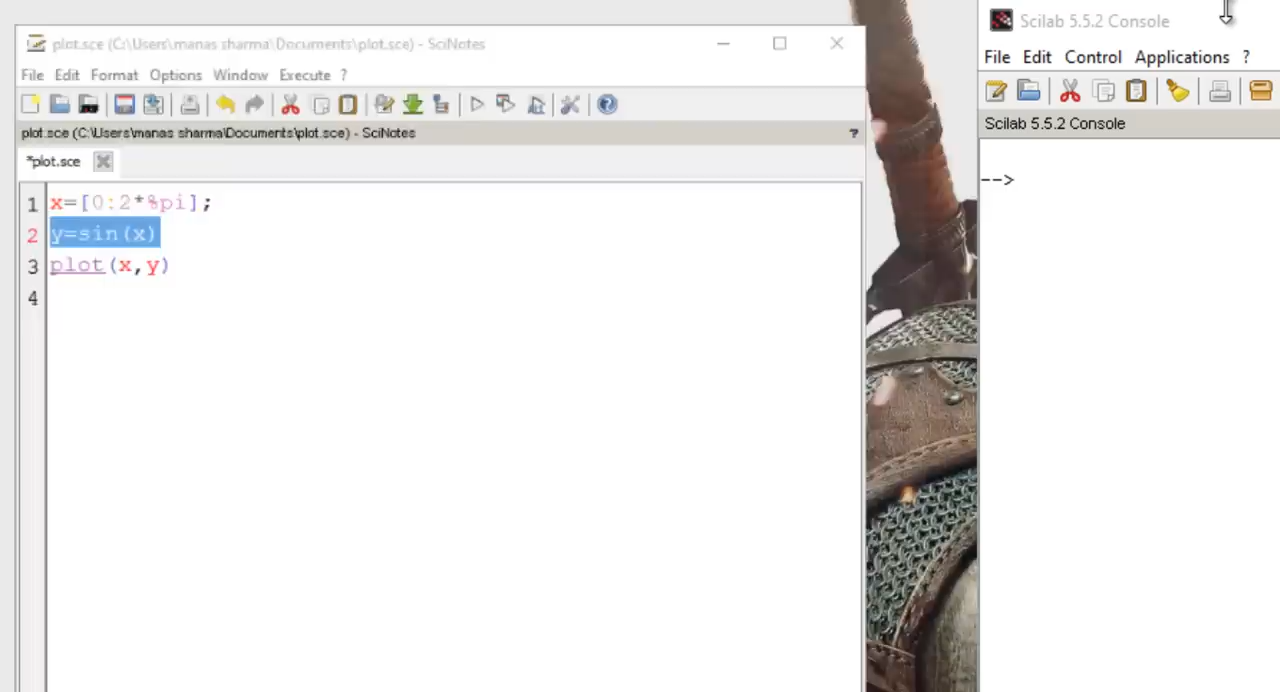 plot.sce (C:\Users\manas sharma\Documents\plot.sce) - SciNotes
File Edit Format Options Window Execute ?
plot.sce (C:\Users\manas sharma\Documents\plot.sce) - SciNotes ?
*plot.sce
1 x=[0:2*%pi];
2 y=sin(x)
3 plot(x,y)
4
Scilab 5.5.2 Console
File Edit Control Applications ?
Scilab 5.5.2 Console
-->